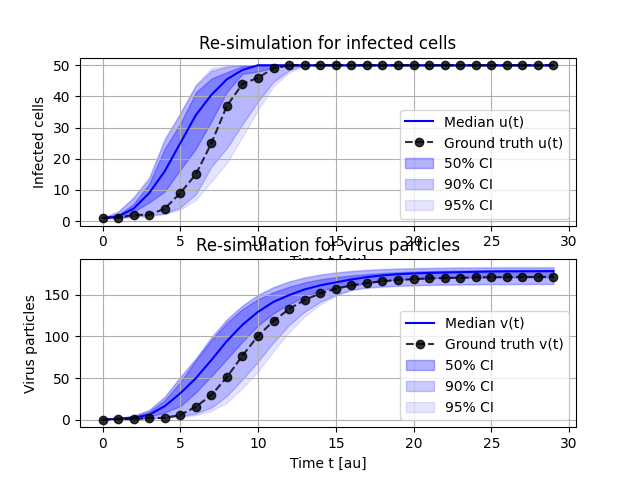 Re-simulation for infected cells
Infected cells
50
40
30
20
10
0
Median u(t)
Ground truth u(t)
50% CI
90% CI
95% CI
0 5 10 15 20 25 30
Time t [au]
Re-simulation for virus particles
Virus particles
150
100
50
0
Median v(t)
Ground truth v(t)
50% CI
90% CI
95% CI
0 5 10 15 20 25 30
Time t [au]